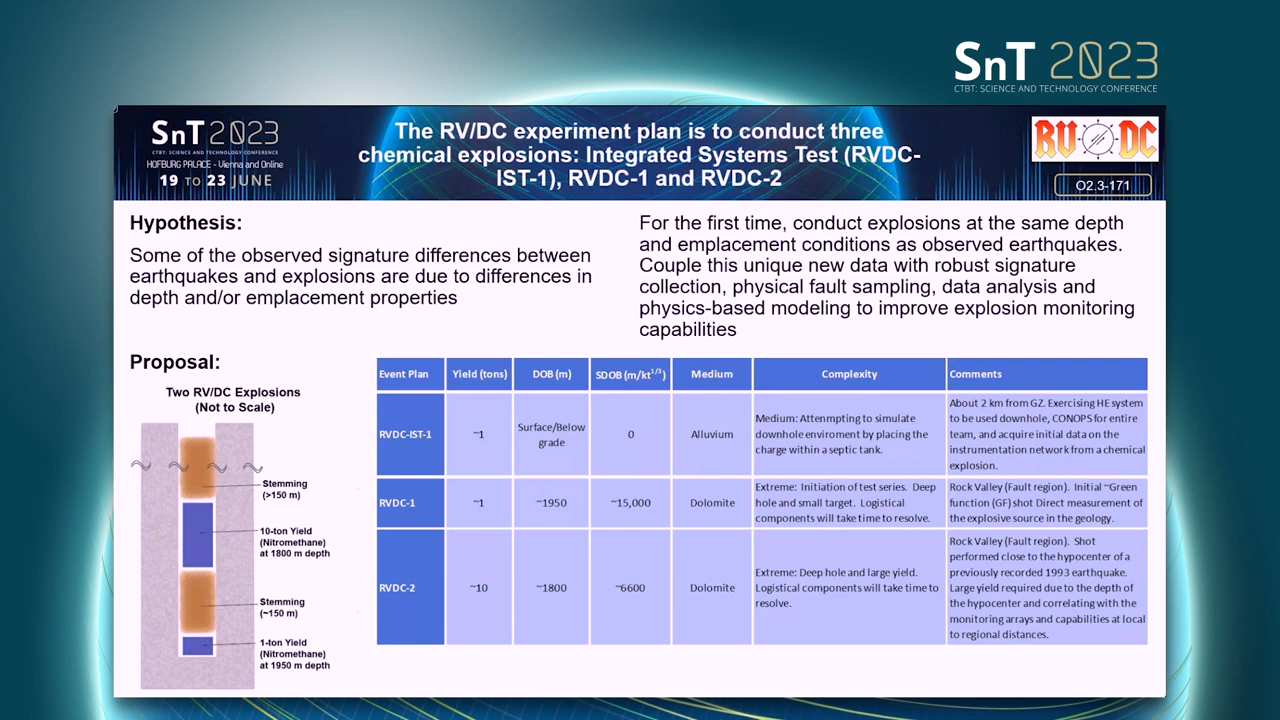 SnT 2023
CTBT: SCIENCE AND TECHNOLOGY CONFERENCE
SnT 2023
CTBT: SCIENCE AND TECHNOLOGY CONFERENCE
HOFBURG PALACE - Vienna and Online
19 TO 23 JUNE
The RV/DC experiment plan is to conduct three
chemical explosions: Integrated Systems Test (RVDC-
IST-1), RVDC-1 and RVDC-2
RV DC
O2.3-171
Hypothesis:
Some of the observed signature differences between
earthquakes and explosions are due to differences in
depth and/or emplacement properties
For the first time, conduct explosions at the same depth
and emplacement conditions as observed earthquakes.
Couple this unique new data with robust signature
collection, physical fault sampling, data analysis and
physics-based modeling to improve explosion monitoring
capabilities
Proposal:
Two RV/DC Explosions
(Not to Scale)
Stemming
(>150 m)
10-ton Yield
(Nitromethane)
at 1800 m depth
Stemming
(~150 m)
1-ton Yield
(Nitromethane)
at 1950 m depth
Event Plan
Yield (tons)
DOB (m)
SDOB (m/kt^1/3)
Medium
Complexity
Comments
RVDC-IST-1
~1
Surface/Below
grade
0
Alluvium
Medium: Attenmpting to simulate
downhole enviroment by placing the
charge within a septic tank.
About 2 km from GZ. Exercising HE system
to be used downhole, CONOPS for entire
team, and acquire initial data on the
instrumentation network from a chemical
explosion.
RVDC-1
~1
~1950
~15,000
Dolomite
Extreme: Initiation of test series. Deep
hole and small target. Logistical
components will take time to resolve.
Rock Valley (Fault region). Initial ~Green
function (GF) shot Direct measurement of
the explosive source in the geology.
RVDC-2
~10
~1800
~6600
Dolomite
Extreme: Deep hole and large yield.
Logistical components will take time to
resolve.
Rock Valley (Fault region). Shot
performed close to the hypocenter of a
previously recorded 1993 earthquake.
Large yield required due to the depth of
the hypocenter and correlating with the
monitoring arrays and capabilities at local
to regional distances.